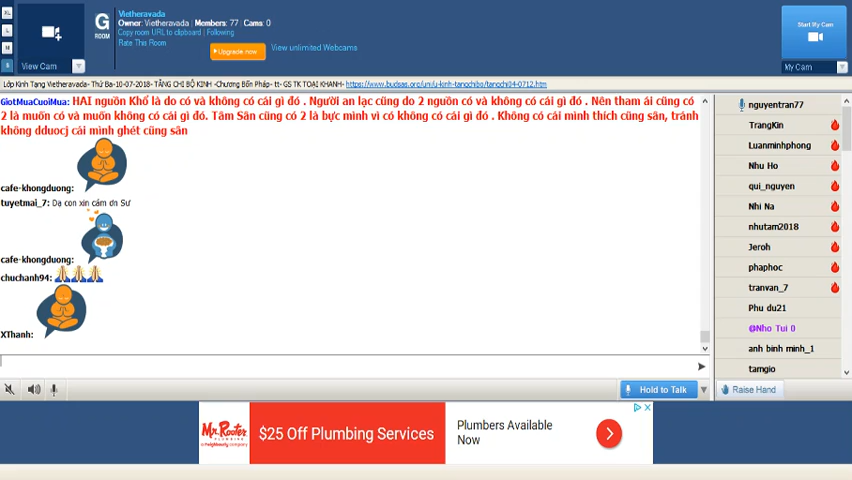 XL
L
M
S
View Cam
G
ROOM
Vietheravada
Owner: Vietheravada | Members: 77 | Cams: 0
Copy room URL to clipboard | Following
Rate This Room
Upgrade now
View unlimited Webcams
Start My Cam
My Cam
Lớp Kinh Tạng Vietheravada- Thứ Ba-10-07-2018- TĂNG CHI BỘ KINH -Chương Bốn Pháp- tt- GS TK TOẠI KHANH- https://www.budsas.org/uni/u-kinh-tangchibo/tangchi04-0712.htm
GiotMuaCuoiMua: HAI nguồn Khổ là do có và không có cái gì đó . Người an lạc cũng do 2 nguồn có và không có cái gì đó . Nên tham ái cũng có
2 là muốn có và muốn không có cái gì đó. Tâm Sân cũng có 2 là bực mình vì có không có cái gì đó . Không có cái mình thích cũng sân, tránh
không dduocj cái mình ghét cũng sân
cafe-khongduong:
tuyetmai_7: Dạ con xin cám ơn Sư
cafe-khongduong:
chuchanh94:
XThanh:
nguyentran77
TrangKin
Luanminhphong
Nhu Ho
qui_nguyen
Nhi Na
nhutam2018
Jeroh
phaphoc
tranvan_7
Phu du21
@Nho Tui 0
anh binh minh_1
tamgio
Hold to Talk
Raise Hand
Mr. Rooter
PLUMBING
a neighborly company
$25 Off Plumbing Services
Plumbers Available
Now